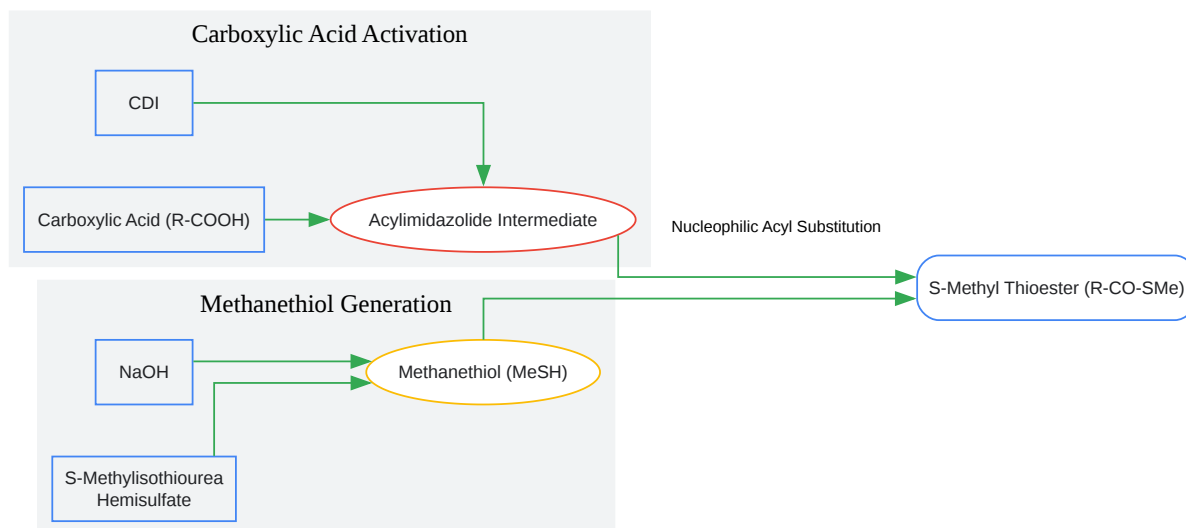 Carboxylic Acid Activation
CDI
Carboxylic Acid (R-COOH)
Acylimidazolide Intermediate
Nucleophilic Acyl Substitution
S-Methyl Thioester (R-CO-SMe)
Methanethiol Generation
NaOH
Methanethiol (MeSH)
S-Methylisothiourea
Hemisulfate